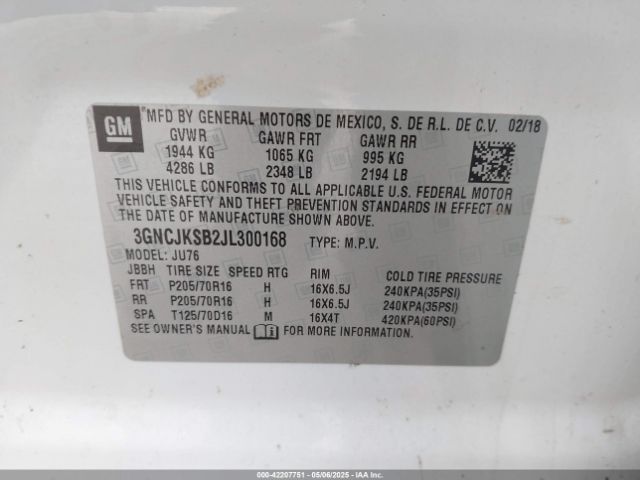 GM
MFD BY GENERAL MOTORS DE MEXICO, S. DE R.L. DE C.V. 02/18
GVWR GAWR FRT GAWR RR
1944 KG 1065 KG 995 KG
4286 LB 2348 LB 2194 LB
THIS VEHICLE CONFORMS TO ALL APPLICABLE U.S. FEDERAL MOTOR
VEHICLE SAFETY AND THEFT PREVENTION STANDARDS IN EFFECT ON
THE DATE OF MANUFACTURE SHOWN ABOVE.
3GNCJKSB2JL300168 TYPE: M.P.V.
MODEL: JU76
JBBH TIRE SIZE SPEED RTG RIM COLD TIRE PRESSURE
FRT P205/70R16 H 16X6.5J 240KPA(35PSI)
RR P205/70R16 H 16X6.5J 240KPA(35PSI)
SPA T125/70D16 M 16X4T 420KPA(60PSI)
SEE OWNER'S MANUAL FOR MORE INFORMATION.
000-42207751 - 05/06/2025 - IAA Inc.